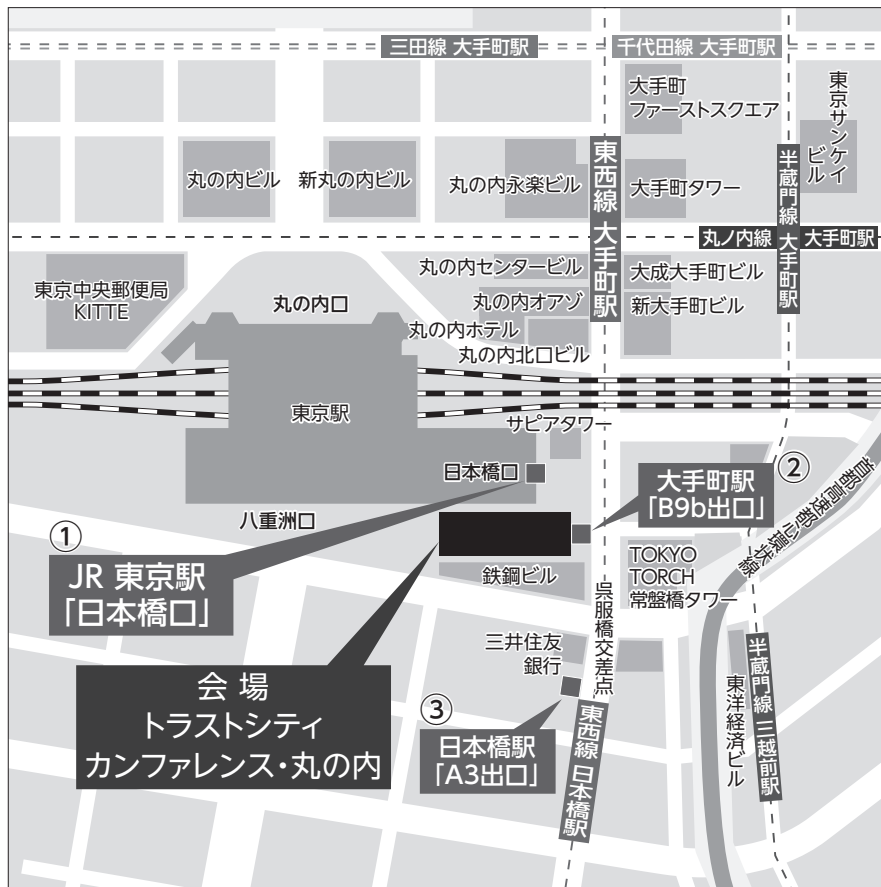 三田線 大手町駅
千代田線 大手町駅
大手町
ファーストスクエア
東京サンケイ
ビル
丸の内ビル
新丸の内ビル
丸の内永楽ビル
東西線 大手町駅
大手町タワー
半蔵門線 大手町駅
丸ノ内線
大手町駅
東京中央郵便局
KITTE
丸の内口
丸の内センタービル
大成大手町ビル
丸の内オアゾ
新大手町ビル
丸の内ホテル
丸の内北口ビル
東京駅
サピアタワー
日本橋口
大手町駅
「B9b出口」
②
首都高速都心環状線
八重洲口
①
JR 東京駅
「日本橋口」
鉄鋼ビル
TOKYO
TORCH
常盤橋タワー
呉服橋交差点
三井住友
銀行
会 場
トラストシティ
カンファレンス・丸の内
③
日本橋駅
「A3出口」
東西線 日本橋駅
東洋経済ビル
半蔵門線 三越前駅